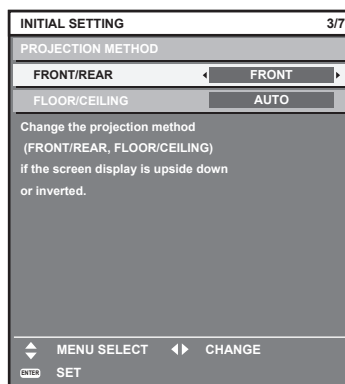 INITIAL SETTING 3/7
PROJECTION METHOD
FRONT/REAR FRONT
FLOOR/CEILING AUTO
Change the projection method
(FRONT/REAR, FLOOR/CEILING)
if the screen display is upside down
or inverted.
MENU SELECT CHANGE
ENTER SET